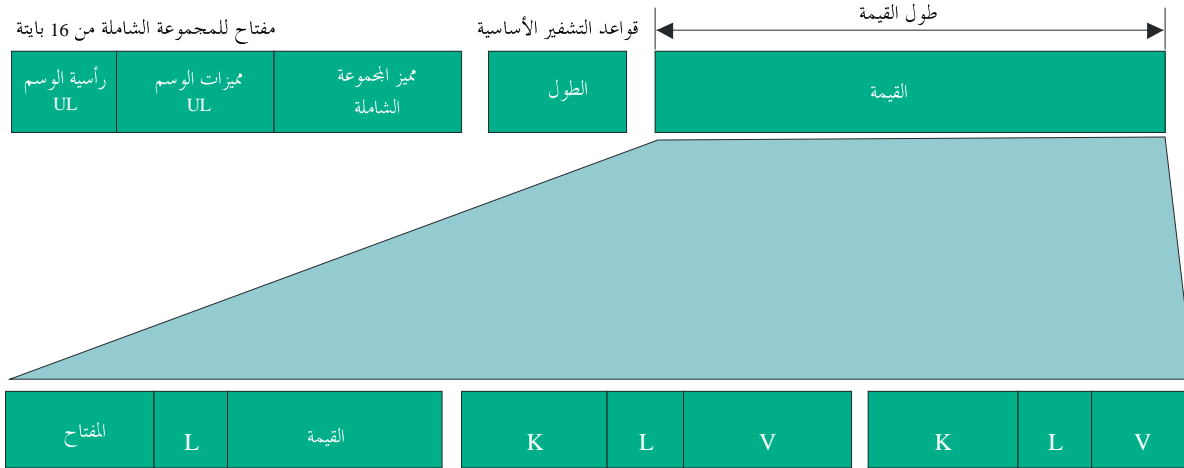 طول القيمة
مفتاح للمجموعة الشاملة من 16 بايتة
قواعد التشفير الأساسية
رأسية الوسم
UL
مميزات الوسم
UL
مميز المجموعة
الشاملة
الطول
القيمة
المفتاح
L
القيمة
K
L
V
K
L
V